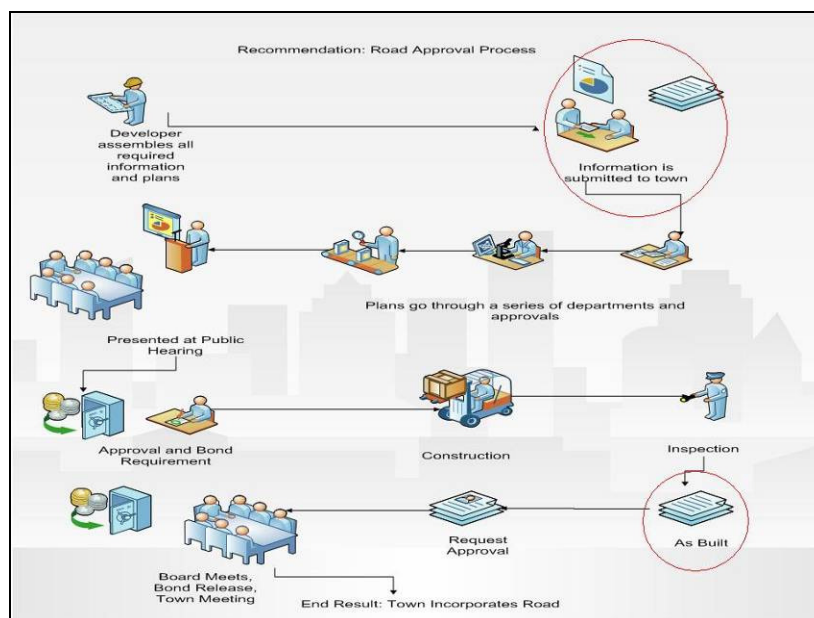 Recommendation: Road Approval Process
Developer
assembles all
required
information
and plans
Information is
submitted to town
Plans go through a series of departments and
approvals
Presented at Public
Hearing
Approval and Bond
Requirement
Construction
Inspection
As Built
Request
Approval
Board Meets,
Bond Release,
Town Meeting
End Result: Town Incorporates Road